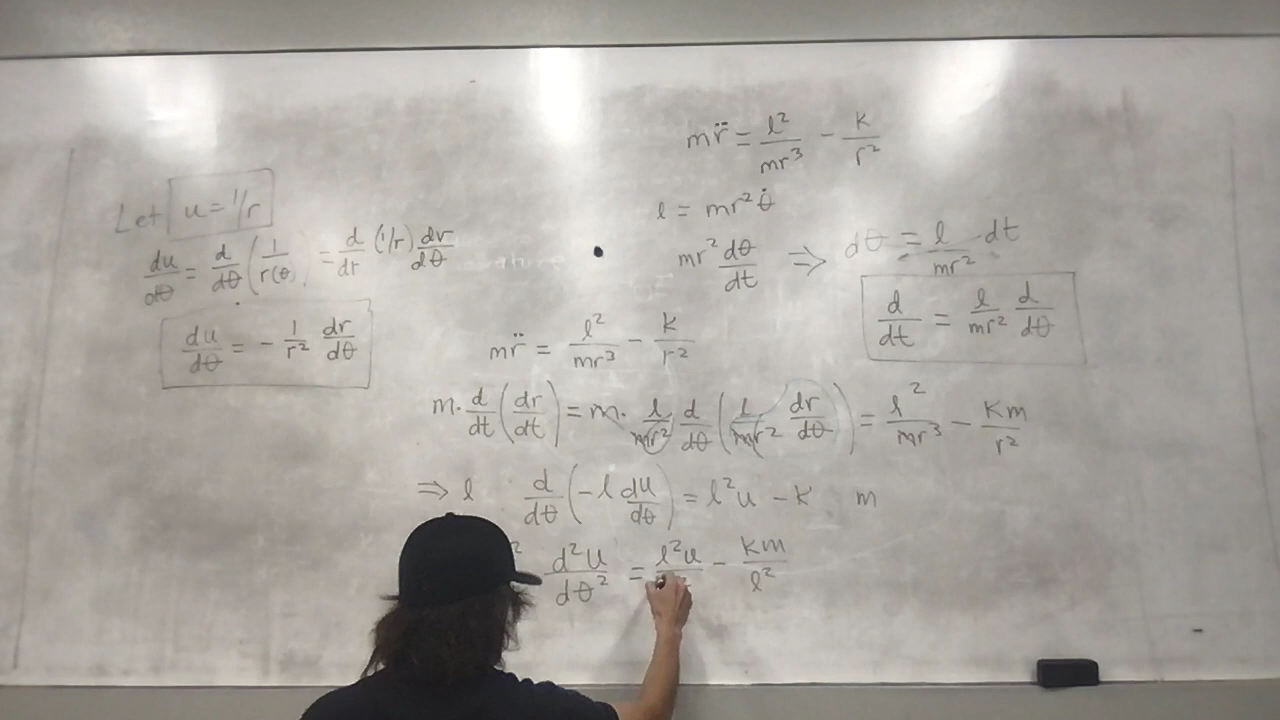 mr̈ = l²/mr³ − k/r²
Let u = 1/r
l = mr²θ̇
du/dθ = d/dθ (1/r(θ) = d/dr (1/r) dr/dθ
mr² dθ/dt ⇒ dθ = l/mr² dt
d/dt = l/mr² d/dθ
du/dθ = − 1/r² dr/dθ
mr̈ = l²/mr³ − k/r²
m · d/dt (dr/dt) = m · l/mr² d/dθ (l/mr² dr/dθ) = l²/mr³ − km/r²
⇒ l d/dθ (−l du/dθ) = l²u − k m
² d²u/dθ² = l²u − km/l²